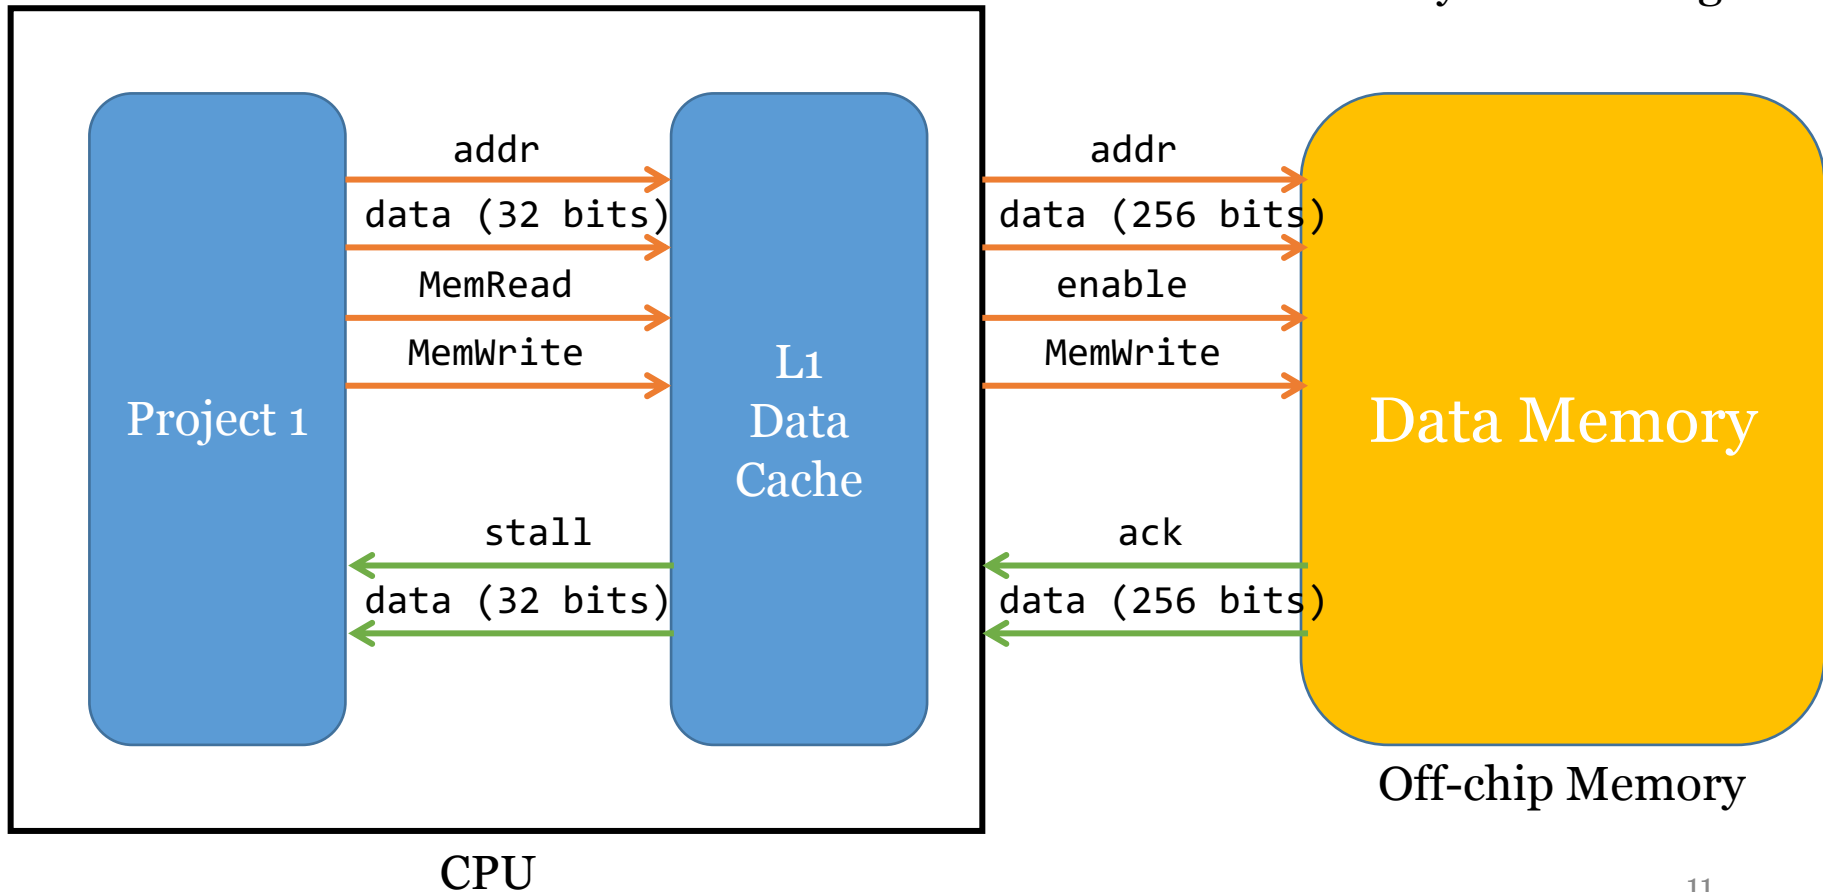 addr
data (32 bits)
MemRead
MemWrite
stall
data (32 bits)
Project 1
L1
Data
Cache
addr
data (256 bits)
enable
MemWrite
ack
data (256 bits)
Data Memory
Off-chip Memory
CPU
11